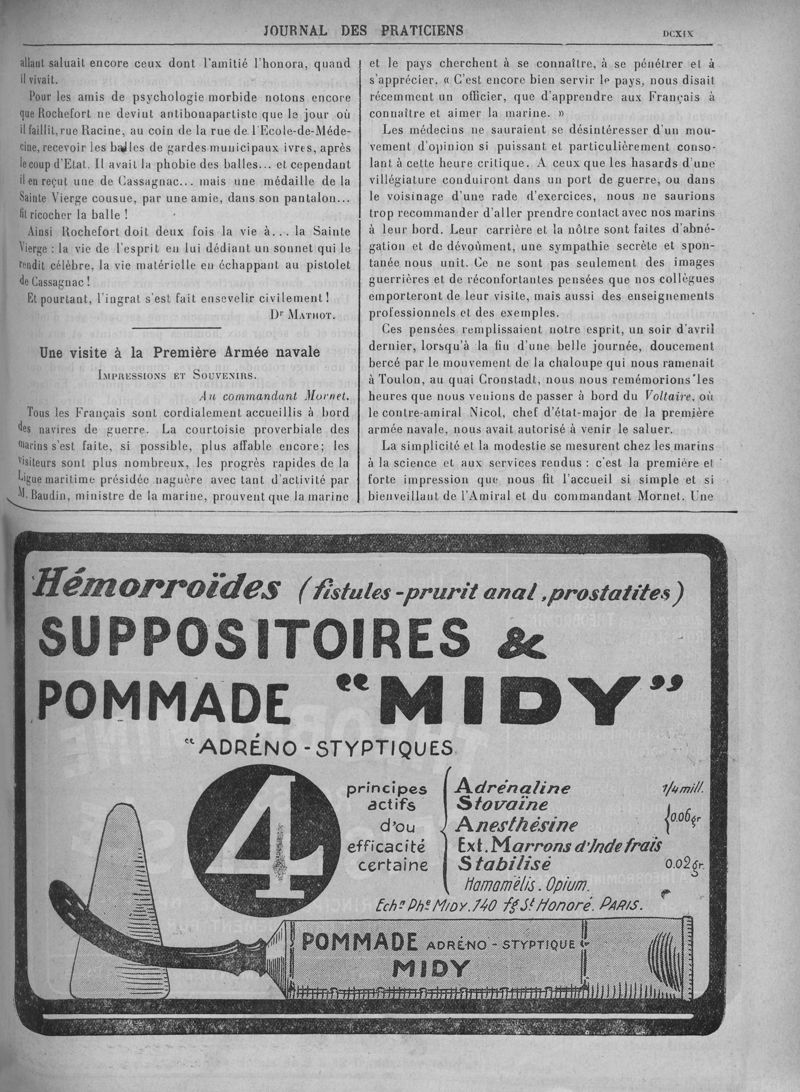 JOURNAL DES PRATICIENS
DCXIX
allaut saluait encore ceux dont l'amitié l'honora, quand
il vivait.
Pour les amis de psychologie morbide notons encore
que Rochefort ne devint antibonapartiste que le jour où
il faillit, rue Racine, au coin de la rue de l'Ecole-de-Méde-
cine, recevoir les balles de gardes municipaux ivres, après
le coup d'Etat. Il avait la phobie des balles... et cependant
il en reçut une de Cassagnac... mais une médaille de la
Sainte Vierge cousue, par une amie, dans son pantalon...
fit ricocher la balle !
Ainsi Rochefort doit deux fois la vie à... la Sainte
Vierge : la vie de l'esprit en lui dédiant un sonnet qui le
rendit célèbre, la vie matérielle en échappant au pistolet
de Cassagnac !
Et pourtant, l'ingrat s'est fait ensevelir civilement !
Dr MATHOT.
Une visite à la Première Armée navale
IMPRESSIONS ET SOUVENIRS.
Au commandant Mornet.
Tous les Français sont cordialement accueillis à bord
des navires de guerre. La courtoisie proverbiale des
marins s'est faite, si possible, plus affable encore; les
visiteurs sont plus nombreux, les progrès rapides de la
Ligue maritime présidée naguère avec tant d'activité par
M. Baudin, ministre de la marine, prouvent que la marine
et le pays cherchent à se connaître, à se pénétrer et à
s'apprécier. « C'est encore bien servir le pays, nous disait
récemment un officier, que d'apprendre aux Français à
connaître et aimer la marine. »
Les médecins ne sauraient se désintéresser d'un mou-
vement d'opinion si puissant et particulièrement conso-
lant à cette heure critique. A ceux que les hasards d'une
villégiature conduiront dans un port de guerre, ou dans
le voisinage d'une rade d'exercices, nous ne saurions
trop recommander d'aller prendre contact avec nos marins
à leur bord. Leur carrière et la nôtre sont faites d'abné-
gation et de dévoûment, une sympathie secrète et spon-
tanée nous unit. Ce ne sont pas seulement des images
guerrières et de réconfortantes pensées que nos collègues
emporteront de leur visite, mais aussi des enseignements
professionnels et des exemples.
Ces pensées remplissaient notre esprit, un soir d'avril
dernier, lorsqu'à la fin d'une belle journée, doucement
bercé par le mouvement de la chaloupe qui nous ramenait
à Toulon, au quai Cronstadt, nous nous remémorions les
heures que nous venions de passer à bord du Voltaire, où
le contre-amiral Nicol, chef d'état-major de la première
armée navale, nous avait autorisé à venir le saluer.
La simplicité et la modestie se mesurent chez les marins
à la science et aux services rendus : c'est la première et
forte impression que nous fit l'accueil si simple et si
bienveillant de l'Amiral et du commandant Mornet. Une
Hémorroïdes (fistules-prurit anal, prostatites)
SUPPOSITOIRES &
POMMADE "MIDY"
"ADRÉNO-STYPTIQUES
4
principes
actifs
d'ou
efficacité
certaine
Adrénaline 1/4 mill.
Stovaïne
Anesthésine 0.06gr
Ext. Marrons d'Inde frais
Stabilisé 0.02gr.
Hamamélis. Opium.
Echns Phie MIDY. 140 fg St Honoré. PARIS.
POMMADE ADRÉNO-STYPTIQUE
MIDY